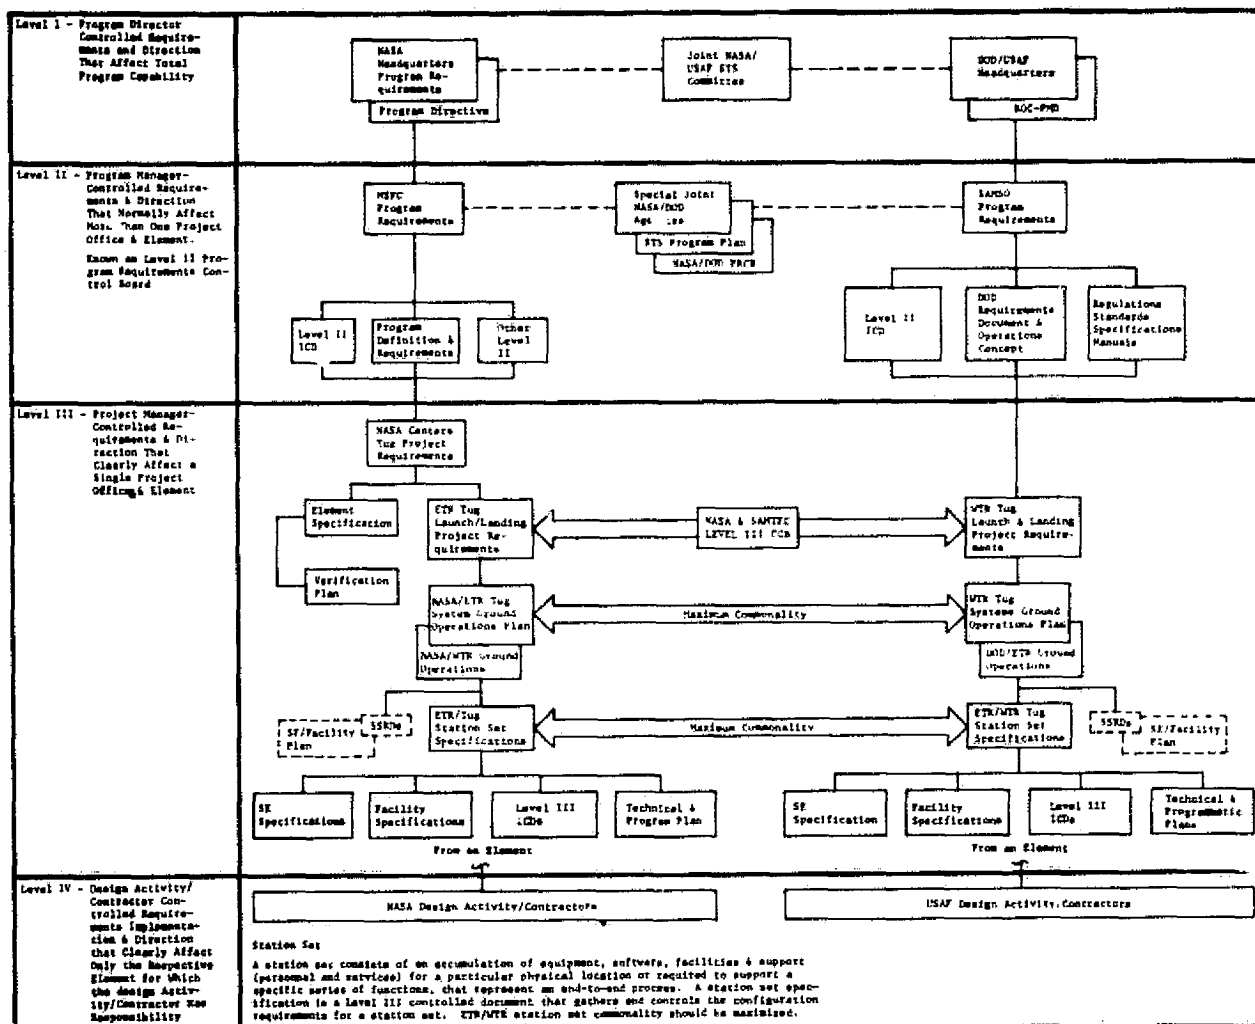 Level I - Program Director
Controlled Require-
ments and Direction
That Affect Total
Program Capability
NASA
Headquarters
Program Re-
quirements
Program Directive
Joint NASA/
USAF STS
Committee
DOD/USAF
Headquarters
ROC-PMD
Level II - Program Manager-
Controlled Require-
ments & Direction
That Normally Affect
More Than One Project
Office & Element.
Known as Level II Pro-
gram Requirements Con-
trol Board
MSFC
Program
Requirements
Special Joint
NASA/DOD
STS Program Plan
NASA/DOD PRCB
SAMSO
Program
Requirements
Level II
ICD
Program
Definition &
Requirements
Other
Level
II
Level II
ICD
DOD
Requirements
Document &
Operations
Concept
Regulations
Standards
Specifications
Manuals
Level III - Project Manager-
Controlled Re-
quirements & Di-
rection That
Clearly Affect a
Single Project
Office & Element
NASA Centers
Tug Project
Requirements
Element
Specification
Verification
Plan
ETR Tug
Launch/Landing
Project Re-
quirements
NASA & SAMTEC
LEVEL III CCB
WTR Tug
Launch & Landing
Project Require-
ments
NASA/ETR Tug
System Ground
Operations Plan
NASA/WTR Ground
Operations
Maximum Commonality
WTR Tug
Systems Ground
Operations Plan
DOD/ETR Ground
Operations
SE/Facility
Plan
SSRDs
ETR/Tug
Station Set
Specifications
Maximum Commonality
ETR/WTR Tug
Station Set
Specifications
SSRDs
SE/Facility
Plan
SE
Specifications
Facility
Specifications
Level III
ICDs
Technical &
Program Plan
From an Element
SE
Specification
Facility
Specifications
Level III
ICDs
Technical &
Programmatic
Plans
From an Element
Level IV - Design Activity/
Contractor Con-
trolled Require-
ments Implementa-
tion & Direction
that Clearly Affect
Only the Respective
Element for Which
the design Activ-
ity/Contractor Has
Responsibility
NASA Design Activity/Contractors
USAF Design Activity/Contractors
Station Set
A station set consists of an accumulation of equipment, software, facilities & support
(personnel and services) for a particular physical location or required to support a
specific series of functions, that represent an end-to-end process. A station set spec-
ification is a Level III controlled document that gathers and controls the configuration
requirements for a station set. ETR/WTR station set commonality should be maximized.